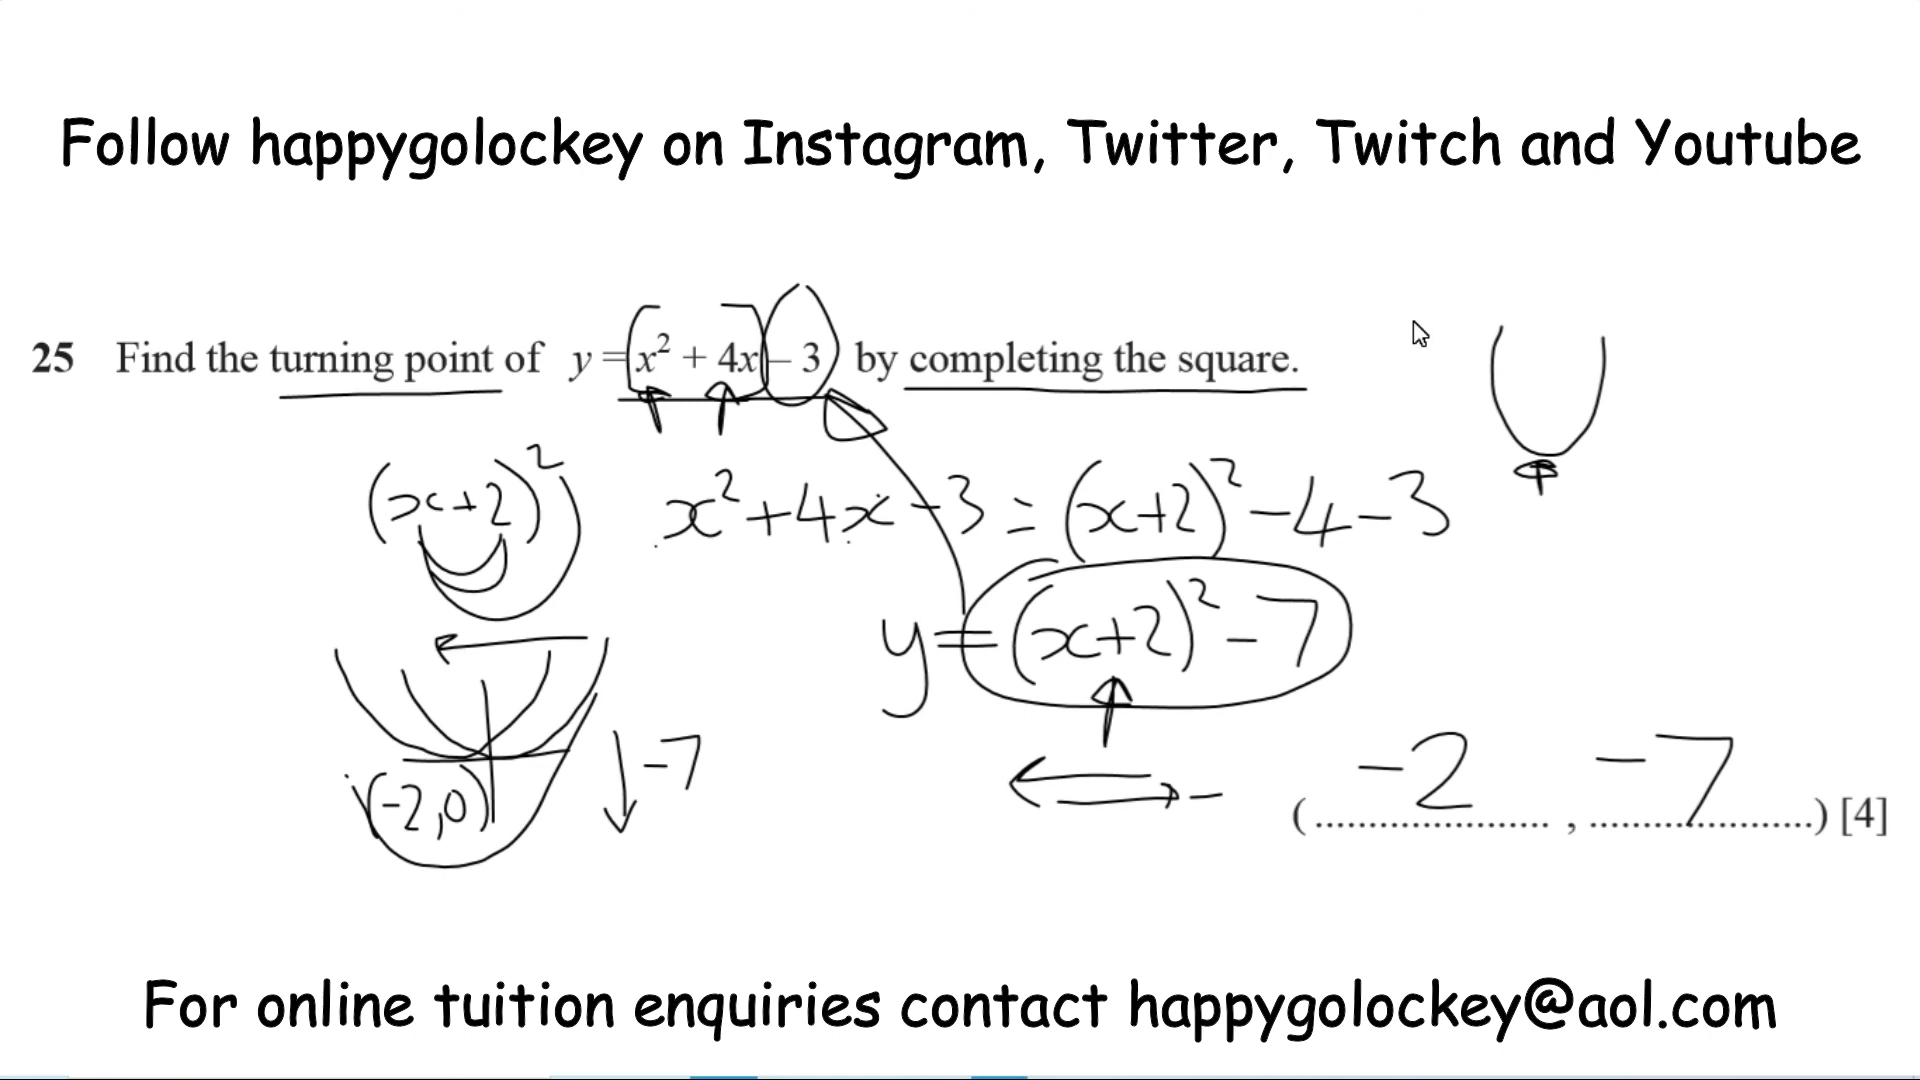 Follow happygolockey on Instagram, Twitter, Twitch and Youtube
25 Find the turning point of y = x² + 4x – 3 by completing the square.
(x+2)²
x²+4x-3 = (x+2)²-4-3
y=(x+2)²-7
(-2,0)
-7
-
-2 , -7
(...................... , ......................) [4]
For online tuition enquiries contact happygolockey@aol.com